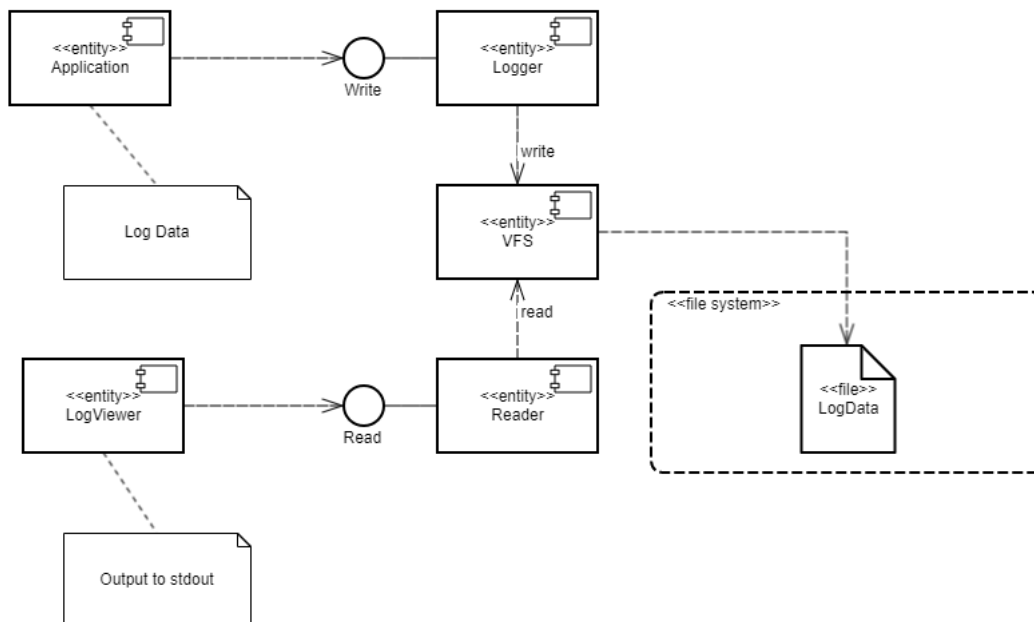 <<entity>>
Application
Write
<<entity>>
Logger
Log Data
write
<<entity>>
VFS
read
<<file system>>
<<file>>
LogData
<<entity>>
LogViewer
Read
<<entity>>
Reader
Output to stdout